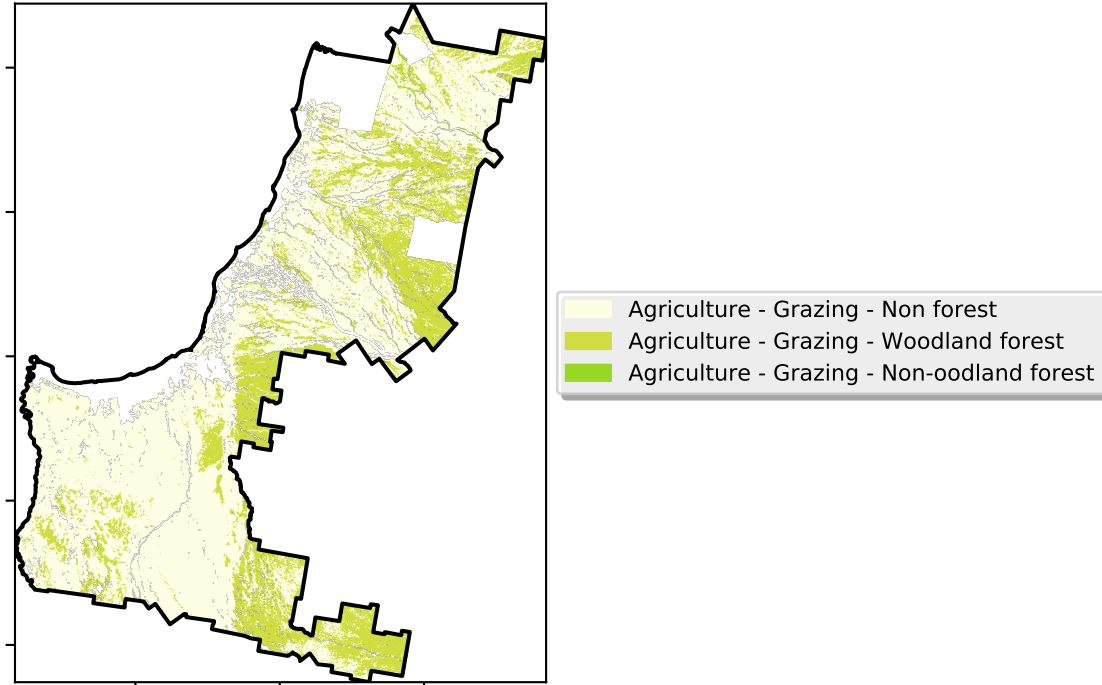 Agriculture - Grazing - Non forest
Agriculture - Grazing - Woodland forest
Agriculture - Grazing - Non-oodland forest